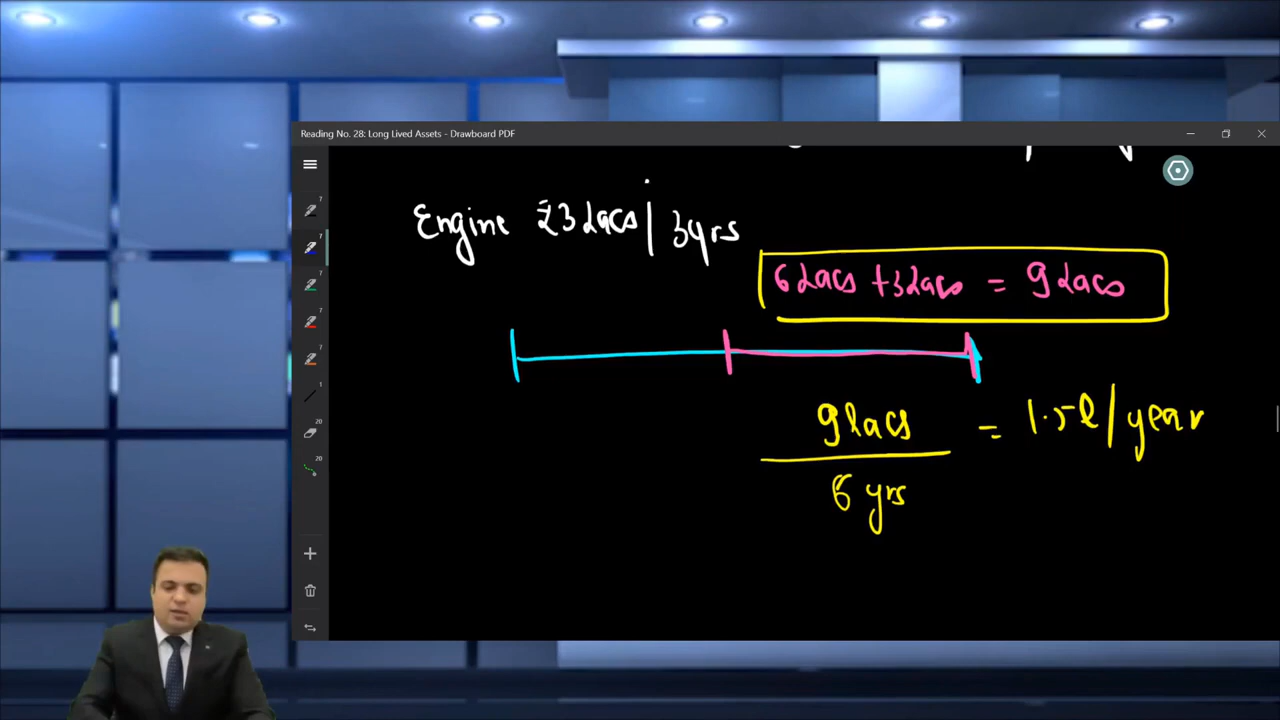 Reading No. 28: Long Lived Assets - Drawboard PDF
Engine ₹3 Lacs | 3yrs
6 Lacs + 3 Lacs = 9 Lacs
9 lacs
6 yrs
= 1.5 l / year